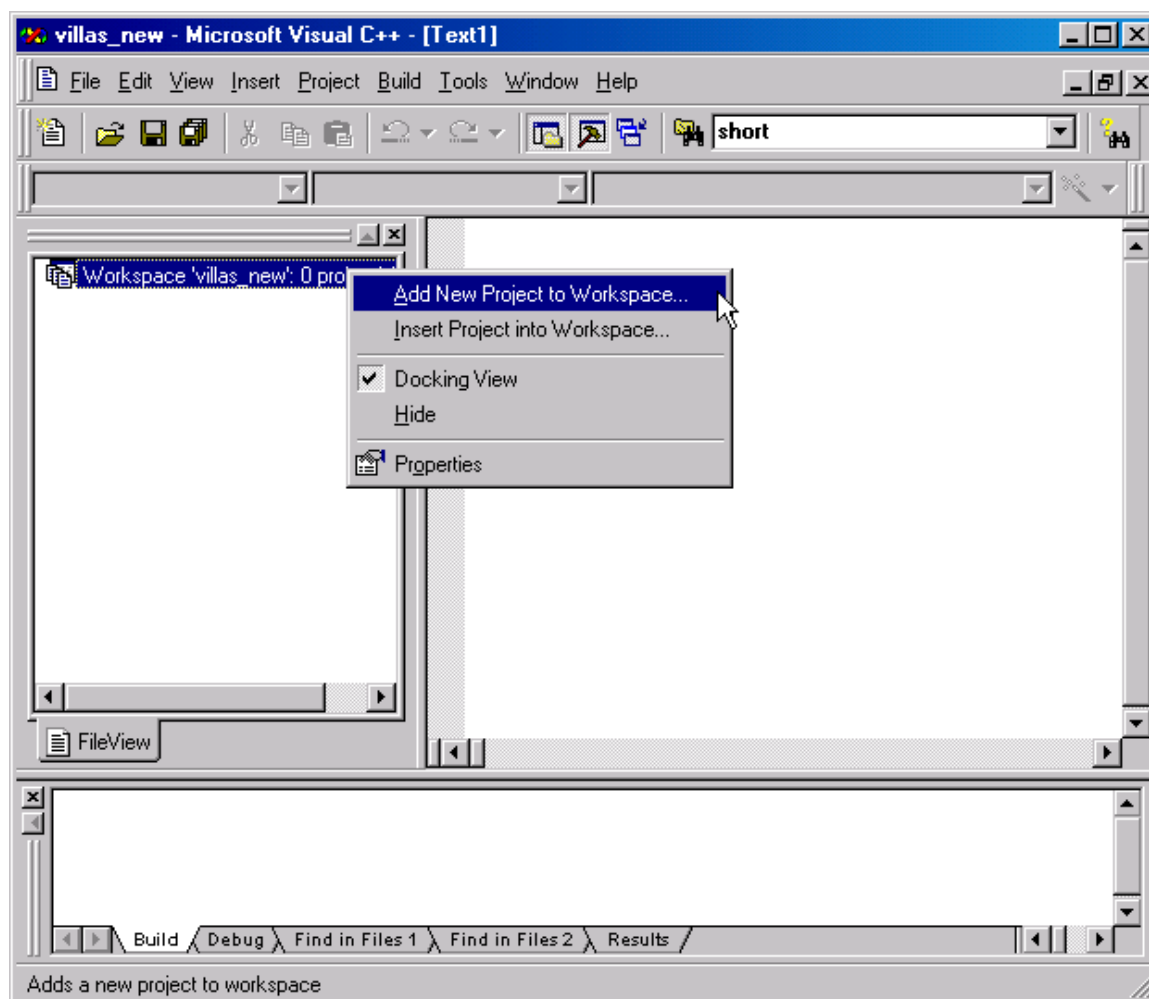 villas_new - Microsoft Visual C++ - [Text1]
File Edit View Insert Project Build Tools Window Help
short
Workspace 'villas_new': 0 pro
Add New Project to Workspace...
Insert Project into Workspace...
Docking View
Hide
Properties
FileView
Build Debug Find in Files 1 Find in Files 2 Results
Adds a new project to workspace